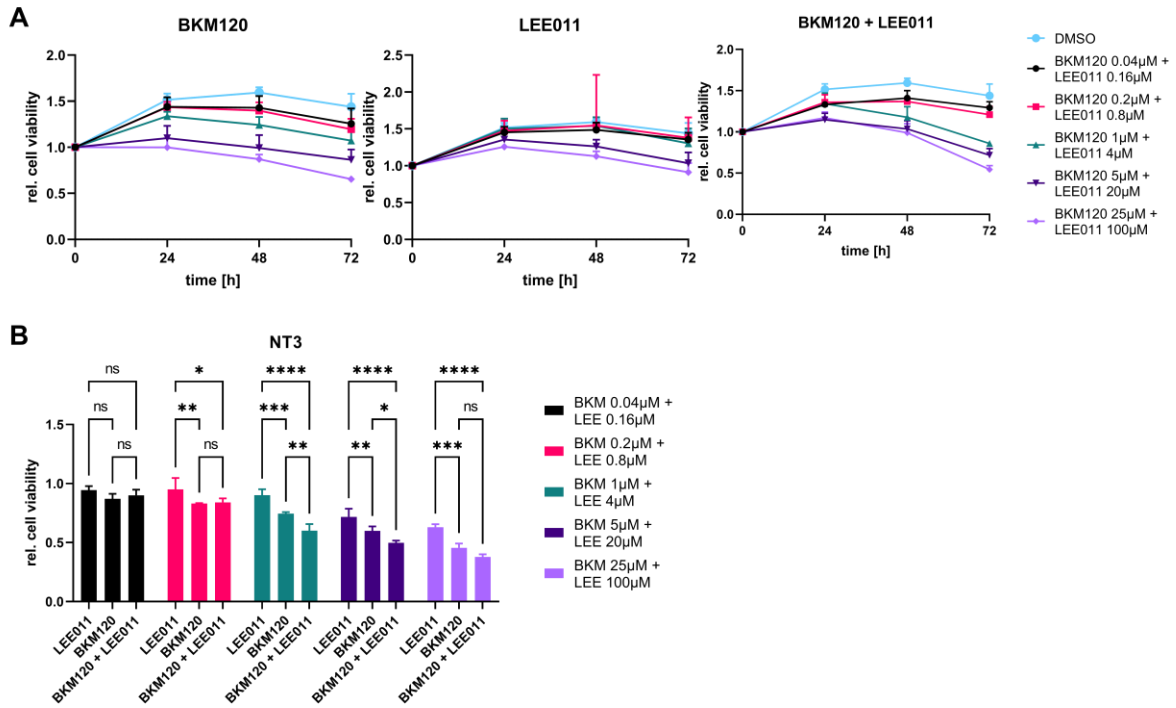 A
BKM120
LEE011
BKM120 + LEE011
rel. cell viability
2.0
1.5
1.0
0.5
0.0
0
24
48
72
time [h]
rel. cell viability
2.5
2.0
1.5
1.0
0.5
0.0
0
24
48
72
time [h]
rel. cell viability
2.0
1.5
1.0
0.5
0.0
0
24
48
72
time [h]
DMSO
BKM120 0.04µM +
LEE011 0.16µM
BKM120 0.2µM +
LEE011 0.8µM
BKM120 1µM +
LEE011 4µM
BKM120 5µM +
LEE011 20µM
BKM120 25µM +
LEE011 100µM
B
NT3
ns * **** **** ****
ns ** *** * ns
ns ns ** ** ***
rel. cell viability
1.5
1.0
0.5
0.0
LEE011
BKM120
BKM120 + LEE011
LEE011
BKM120
BKM120 + LEE011
LEE011
BKM120
BKM120 + LEE011
LEE011
BKM120
BKM120 + LEE011
LEE011
BKM120
BKM120 + LEE011
BKM 0.04µM +
LEE 0.16µM
BKM 0.2µM +
LEE 0.8µM
BKM 1µM +
LEE 4µM
BKM 5µM +
LEE 20µM
BKM 25µM +
LEE 100µM